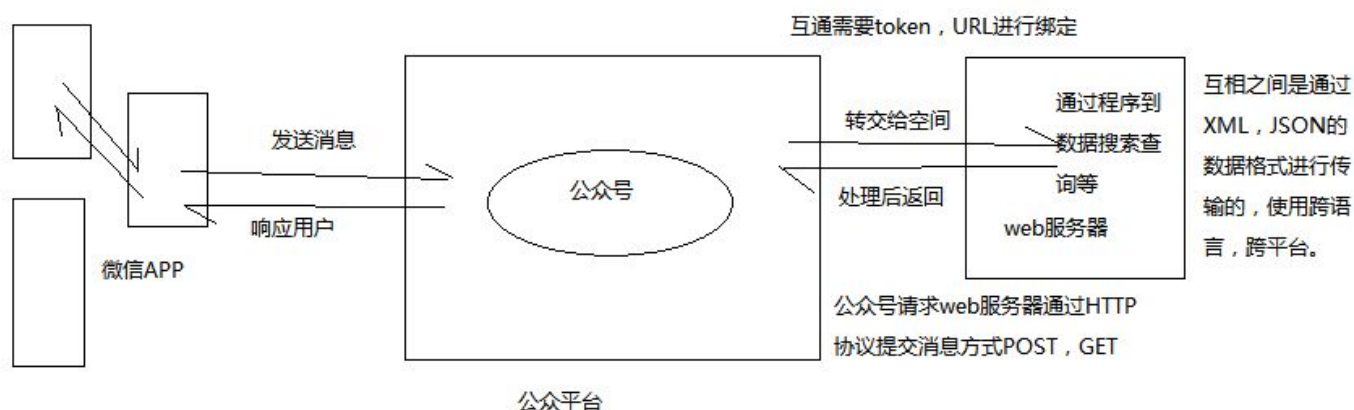 互通需要token，URL进行绑定
发送消息
响应用户
微信APP
公众号
公众平台
转交给空间
处理后返回
通过程序到
数据搜索查
询等
web服务器
互相之间是通过
XML，JSON的
数据格式进行传
输的，使用跨语
言，跨平台。
公众号请求web服务器通过HTTP
协议提交消息方式POST，GET